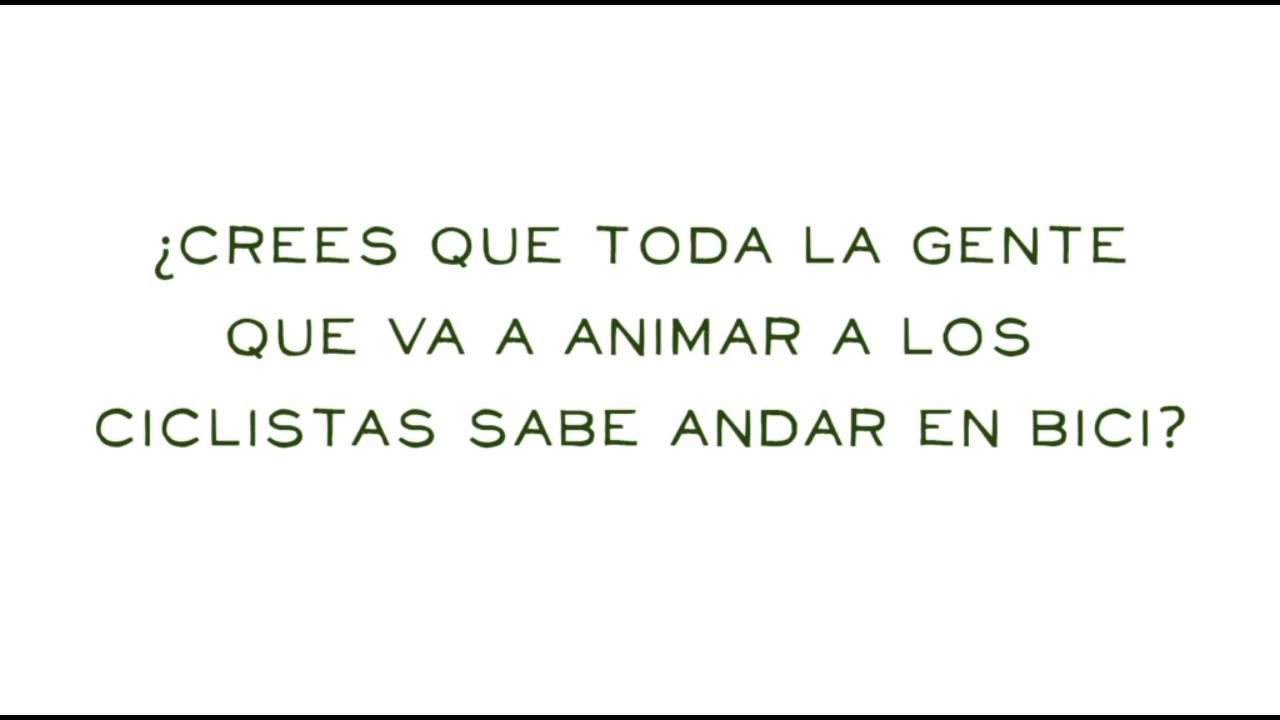 ¿CREES QUE TODA LA GENTE
QUE VA A ANIMAR A LOS
CICLISTAS SABE ANDAR EN BICI?